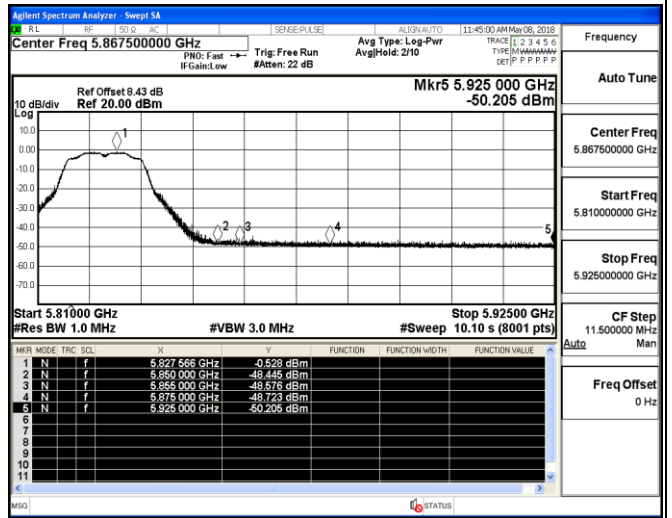 Agilent Spectrum Analyzer - Swept SA
RL RF 50 Ω AC SENSE:PULSE ALIGN AUTO 11:45:00 AM May 08, 2018
Center Freq 5.867500000 GHz
PNO: Fast
IFGain:Low
Trig: Free Run
#Atten: 22 dB
Avg Type: Log-Pwr
Avg|Hold: 2/10
TRACE 1 2 3 4 5 6
TYPE M WWWWW
DET P P P P P P
Ref Offset 8.43 dB
Ref 20.00 dBm
Mkr5 5.925 000 GHz
-50.205 dBm
10 dB/div
Log
10.0
0.00
-10.0
-20.0
-30.0
-40.0
-50.0
-60.0
-70.0
1
2
3
4
5
Start 5.81000 GHz
Stop 5.92500 GHz
#Res BW 1.0 MHz
#VBW 3.0 MHz
#Sweep 10.10 s (8001 pts)
MKR MODE TRC SCL X Y FUNCTION FUNCTION WIDTH FUNCTION VALUE
1 N f 5.827 566 GHz -0.528 dBm
2 N f 5.850 000 GHz -48.445 dBm
3 N f 5.855 000 GHz -48.576 dBm
4 N f 5.875 000 GHz -48.723 dBm
5 N f 5.925 000 GHz -50.205 dBm
6
7
8
9
10
11
MSG
STATUS
Frequency
Auto Tune
Center Freq
5.867500000 GHz
Start Freq
5.810000000 GHz
Stop Freq
5.925000000 GHz
CF Step
11.500000 MHz
Auto Man
Freq Offset
0 Hz